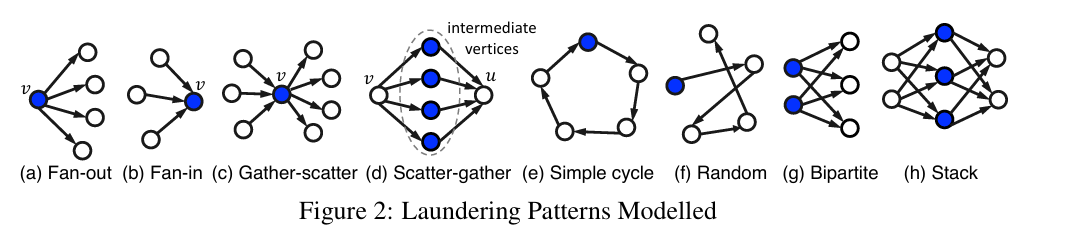 intermediate
vertices
v
v
v
v
u
(a) Fan-out (b) Fan-in (c) Gather-scatter (d) Scatter-gather (e) Simple cycle (f) Random (g) Bipartite (h) Stack
Figure 2: Laundering Patterns Modelled